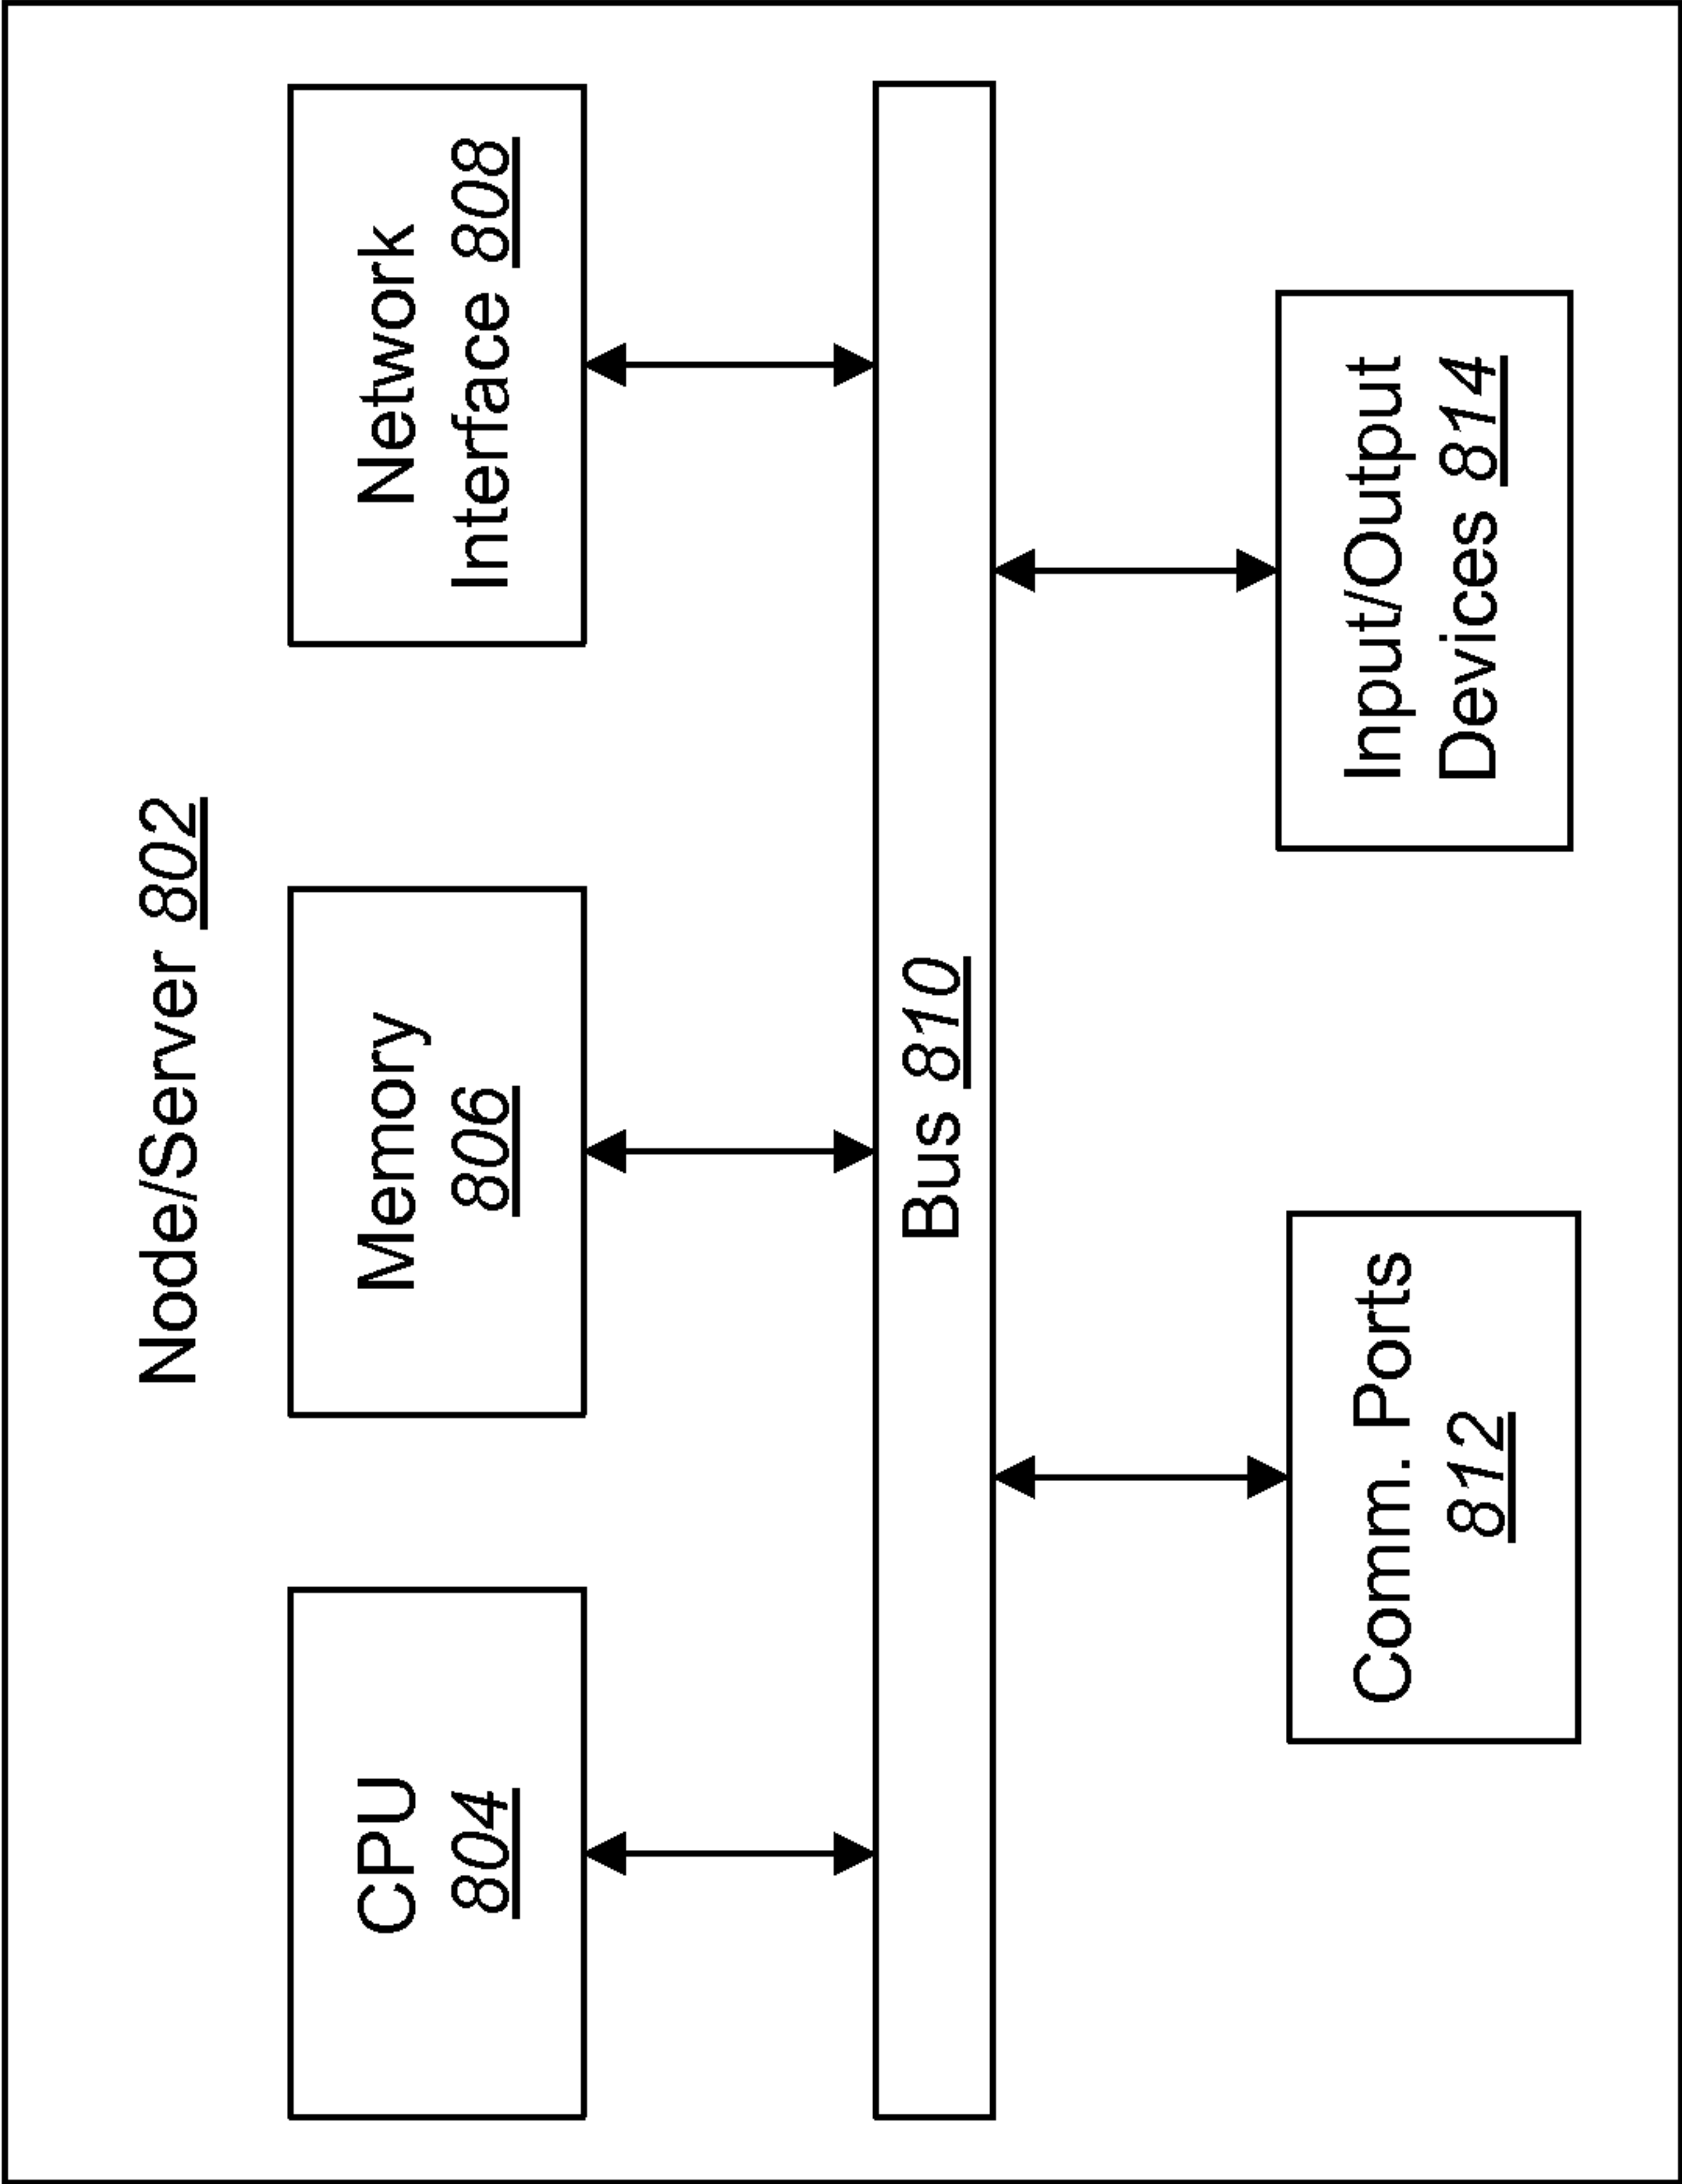 Node/Server 802
CPU
804
Memory
806
Network
Interface 808
Bus 810
Comm. Ports
812
Input/Output
Devices 814